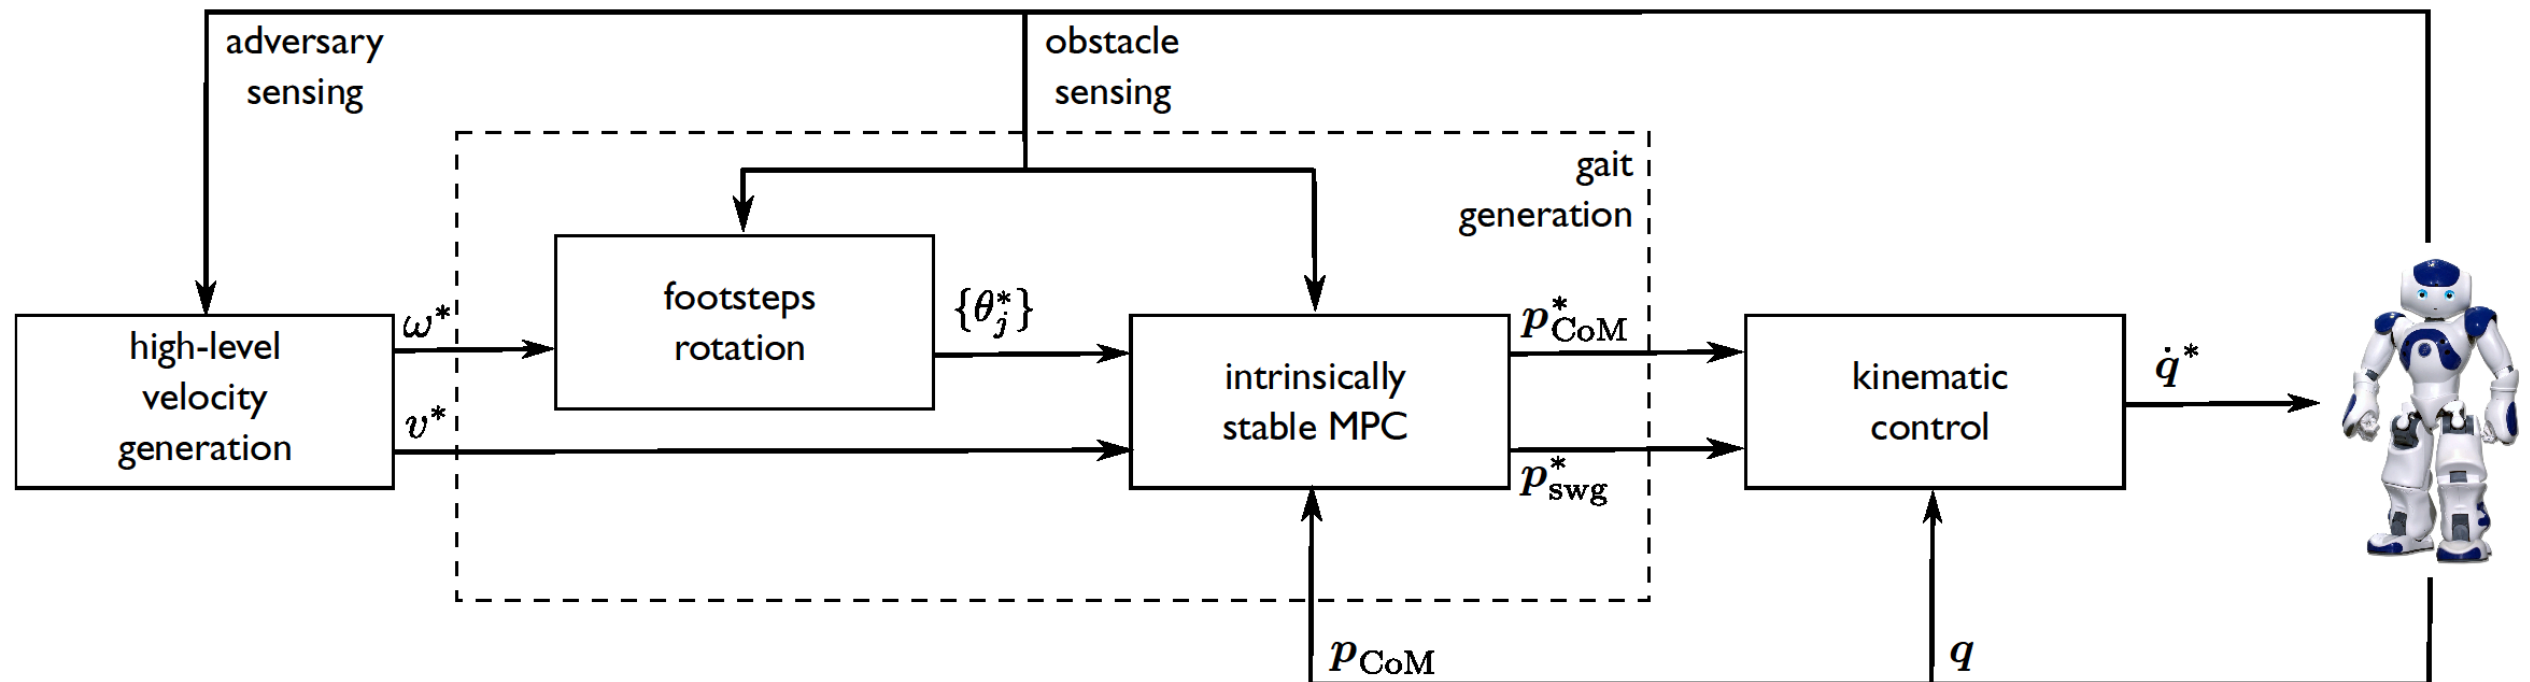 adversary
sensing
obstacle
sensing
gait
generation
high-level
velocity
generation
ω*
v*
footsteps
rotation
{θ*j}
intrinsically
stable MPC
p*CoM
p*swg
kinematic
control
q̇*
pCoM
q